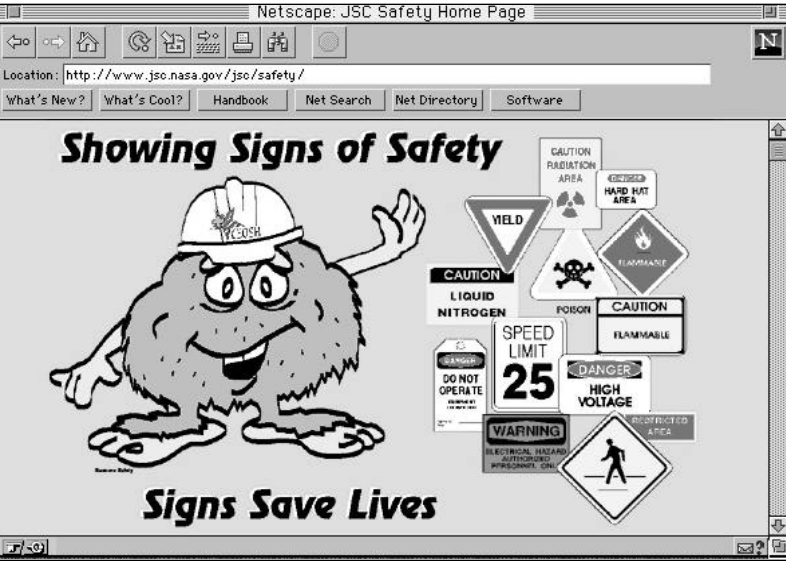 Netscape: JSC Safety Home Page
N
Location: http://www.jsc.nasa.gov/jsc/safety/
What's New?
What's Cool?
Handbook
Net Search
Net Directory
Software
Showing Signs of Safety
CAUTION
RADIATION
AREA
HARD HAT
AREA
YIELD
FLAMMABLE
CAUTION
LIQUID
NITROGEN
POISON
CAUTION
FLAMMABLE
SPEED
LIMIT
25
DANGER
DO NOT
OPERATE
DANGER
HIGH
VOLTAGE
RESTRICTED
AREA
WARNING
ELECTRICAL HAZARD
AUTHORIZED
PERSONNEL ONLY
Signs Save Lives